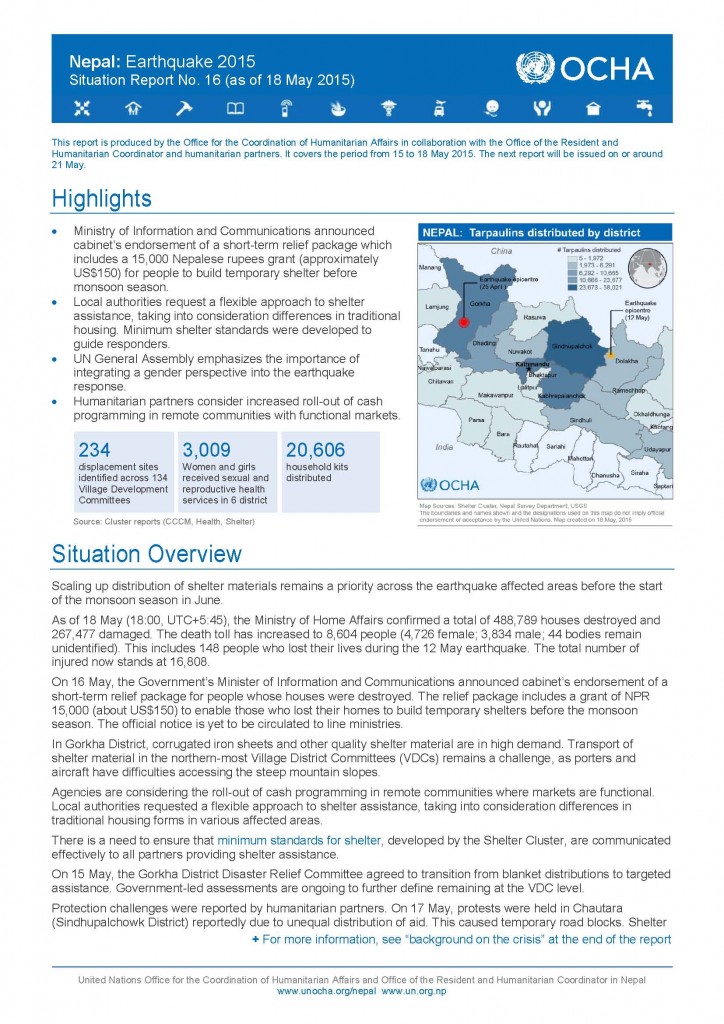 Nepal: Earthquake 2015
Situation Report No. 16 (as of 18 May 2015)
OCHA
This report is produced by the Office for the Coordination of Humanitarian Affairs in collaboration with the Office of the Resident and
Humanitarian Coordinator and humanitarian partners. It covers the period from 15 to 18 May 2015. The next report will be issued on or around
21 May.
Highlights
• Ministry of Information and Communications announced
cabinet's endorsement of a short-term relief package which
includes a 15,000 Nepalese rupees grant (approximately
US$150) for people to build temporary shelter before
monsoon season.
• Local authorities request a flexible approach to shelter
assistance, taking into consideration differences in traditional
housing. Minimum shelter standards were developed to
guide responders.
• UN General Assembly emphasizes the importance of
integrating a gender perspective into the earthquake
response.
• Humanitarian partners consider increased roll-out of cash
programming in remote communities with functional markets.
234
displacement sites
identified across 134
Village Development
Committees
3,009
Women and girls
received sexual and
reproductive health
services in 6 district
20,606
household kits
distributed
Source: Cluster reports (CCCM, Health, Shelter)
NEPAL: Tarpaulins distributed by district
China
# Tarpaulins distributed
1,973 - 6,291
6,292 - 10,665
Manang
Earthquake epicentre
(25 April)
Gorkha
Lamjung
Rasuwa
Earthquake
epicentre
(12 May)
Dhading
Nuwakot
Sindhupalchok
Tanahu
Kathmandu
Dolakha
Nawalparasi
Bhaktapur
Chitawan
Lalitpur
Ramechhap
Makawanpur
Kabhrepalanchok
Okhaldhunga
Parsa
Sindhuli
Khotang
Bara
Rautahat
Sarlahi
Udayapur
India
Mahottari
Dhanusha
Siraha
Saptari
OCHA
Map Sources: Shelter Cluster, Nepal Survey Department, USGS
The boundaries and names shown and the designations used on this map do not imply official
endorsement or acceptance by the United Nations. Map created on 18 May, 2015
Situation Overview
Scaling up distribution of shelter materials remains a priority across the earthquake affected areas before the start
of the monsoon season in June.
As of 18 May (18:00, UTC+5:45), the Ministry of Home Affairs confirmed a total of 488,789 houses destroyed and
267,477 damaged. The death toll has increased to 8,604 people (4,726 female; 3,834 male; 44 bodies remain
unidentified). This includes 148 people who lost their lives during the 12 May earthquake. The total number of
injured now stands at 16,808.
On 16 May, the Government's Minister of Information and Communications announced cabinet's endorsement of a
short-term relief package for people whose houses were destroyed. The relief package includes a grant of NPR
15,000 (about US$150) to enable those who lost their homes to build temporary shelters before the monsoon
season. The official notice is yet to be circulated to line ministries.
In Gorkha District, corrugated iron sheets and other quality shelter material are in high demand. Transport of
shelter material in the northern-most Village District Committees (VDCs) remains a challenge, as porters and
aircraft have difficulties accessing the steep mountain slopes.
Agencies are considering the roll-out of cash programming in remote communities where markets are functional.
Local authorities requested a flexible approach to shelter assistance, taking into consideration differences in
traditional housing forms in various affected areas.
There is a need to ensure that minimum standards for shelter, developed by the Shelter Cluster, are communicated
effectively to all partners providing shelter assistance.
On 15 May, the Gorkha District Disaster Relief Committee agreed to transition from blanket distributions to targeted
assistance. Government-led assessments are ongoing to further define remaining at the VDC level.
Protection challenges were reported by humanitarian partners. On 17 May, protests were held in Chautara
(Sindhupalchowk District) reportedly due to unequal distribution of aid. This caused temporary road blocks. Shelter
+ For more information, see "background on the crisis" at the end of the report
United Nations Office for the Coordination of Humanitarian Affairs and Office of the Resident and Humanitarian Coordinator in Nepal
www.unocha.org/nepal www.un.org.np